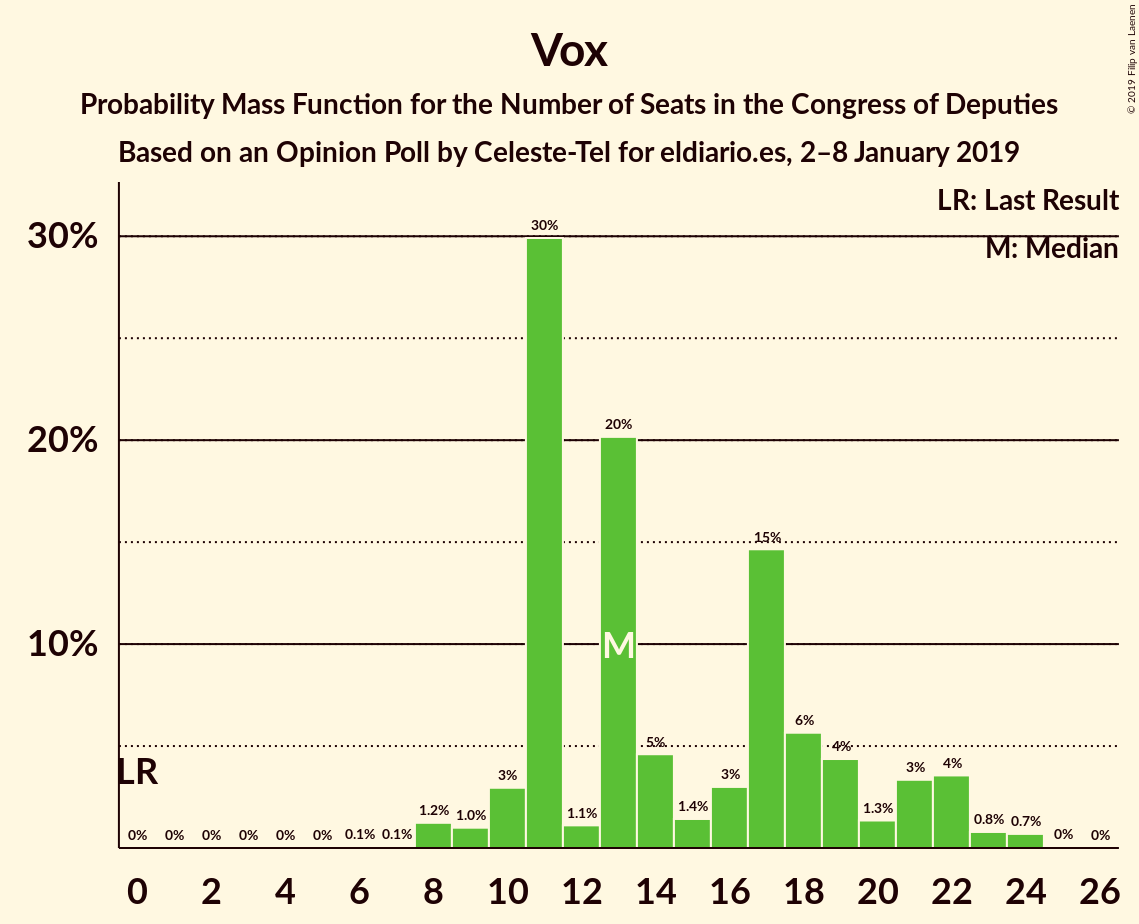 Vox
Probability Mass Function for the Number of Seats in the Congress of Deputies
Based on an Opinion Poll by Celeste-Tel for eldiario.es, 2–8 January 2019
© 2019 Filip van Laenen
LR: Last Result
M: Median
30%
20%
10%
30%
20%
15%
6%
5%
4%
3%
3%
3%
4%
1.2%
1.0%
1.1%
1.4%
1.3%
0.8%
0.7%
0% 0% 0% 0% 0% 0% 0.1% 0.1% 0% 0%
M
LR
0 2 4 6 8 10 12 14 16 18 20 22 24 26